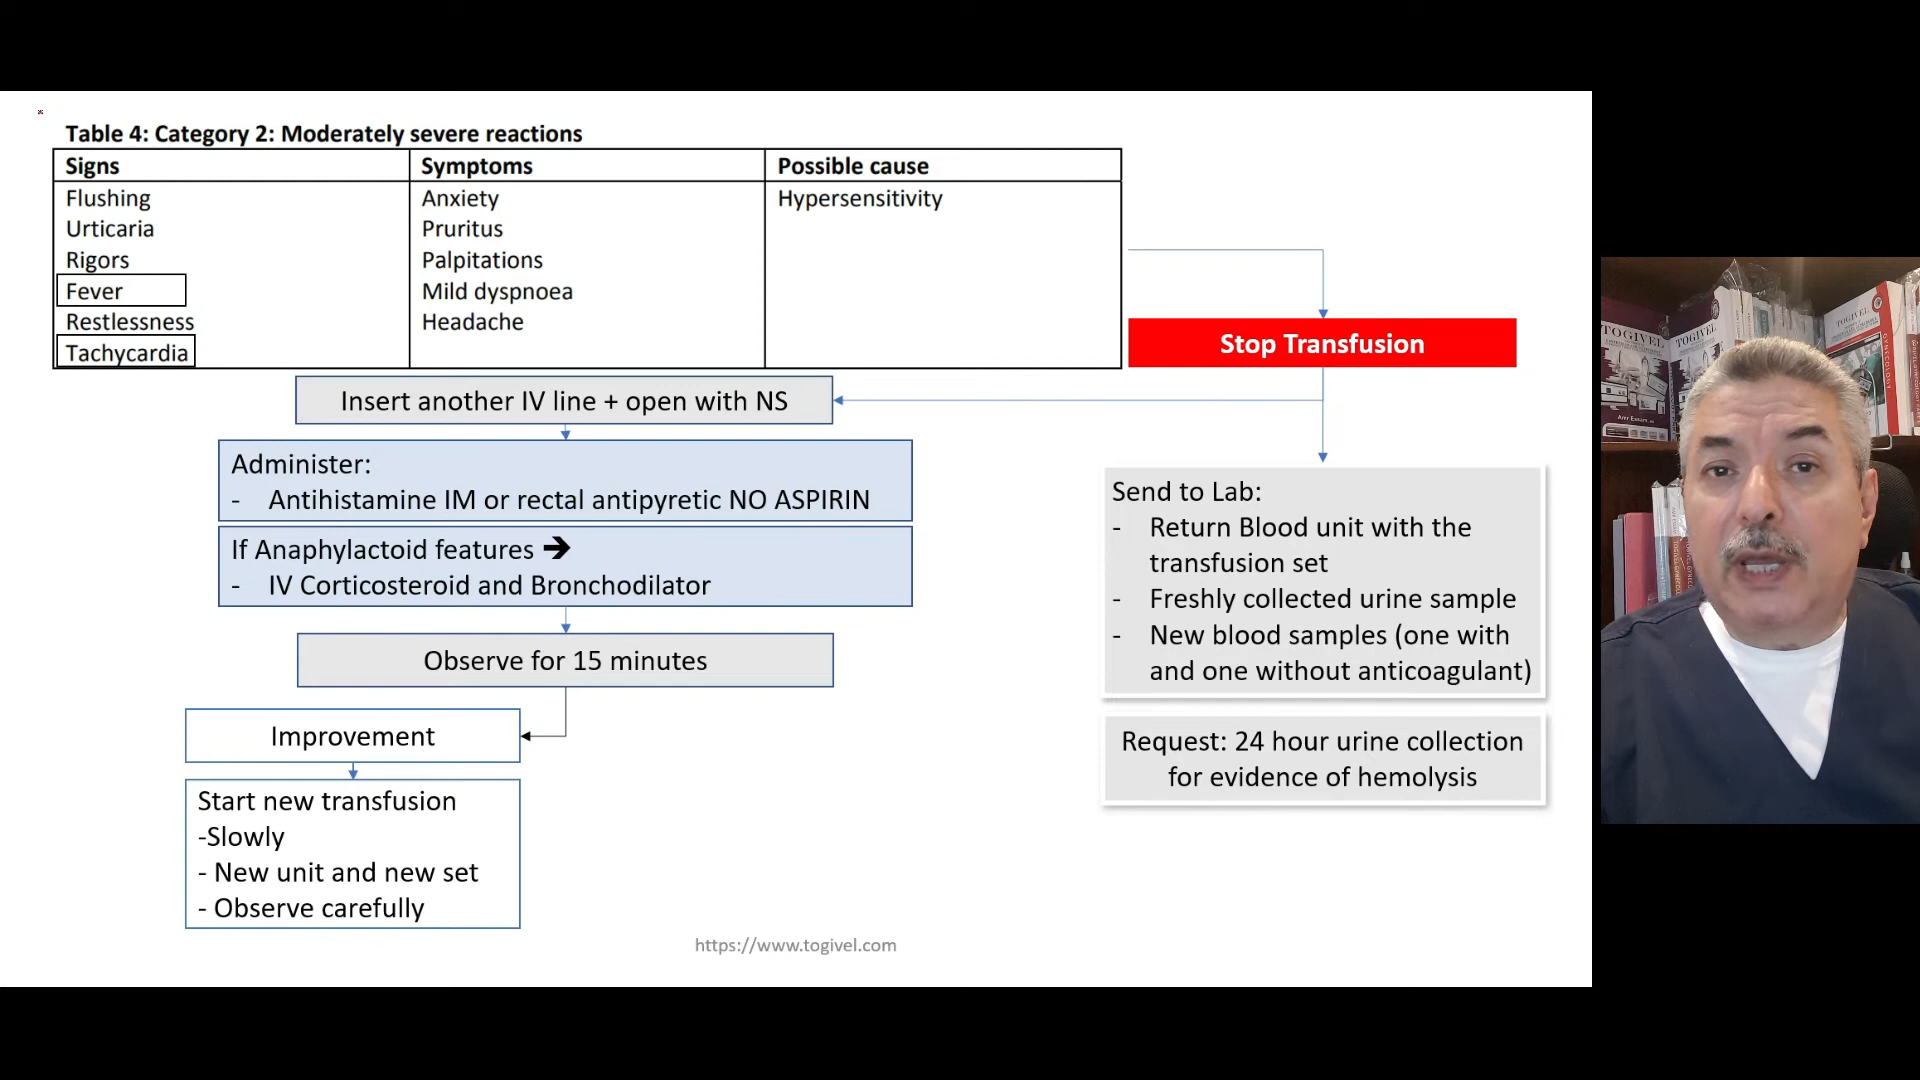 Table 4: Category 2: Moderately severe reactions
Signs
Symptoms
Possible cause
Flushing
Urticaria
Rigors
Fever
Restlessness
Tachycardia
Anxiety
Pruritus
Palpitations
Mild dyspnoea
Headache
Hypersensitivity
Stop Transfusion
Insert another IV line + open with NS
Administer:
- Antihistamine IM or rectal antipyretic NO ASPIRIN
If Anaphylactoid features ➔
- IV Corticosteroid and Bronchodilator
Observe for 15 minutes
Improvement
Start new transfusion
-Slowly
- New unit and new set
- Observe carefully
Send to Lab:
- Return Blood unit with the
transfusion set
- Freshly collected urine sample
- New blood samples (one with
and one without anticoagulant)
Request: 24 hour urine collection
for evidence of hemolysis
https://www.togivel.com
TOGIVEL
TOGIVEL
TOGIVEL
GYNECOLOGY